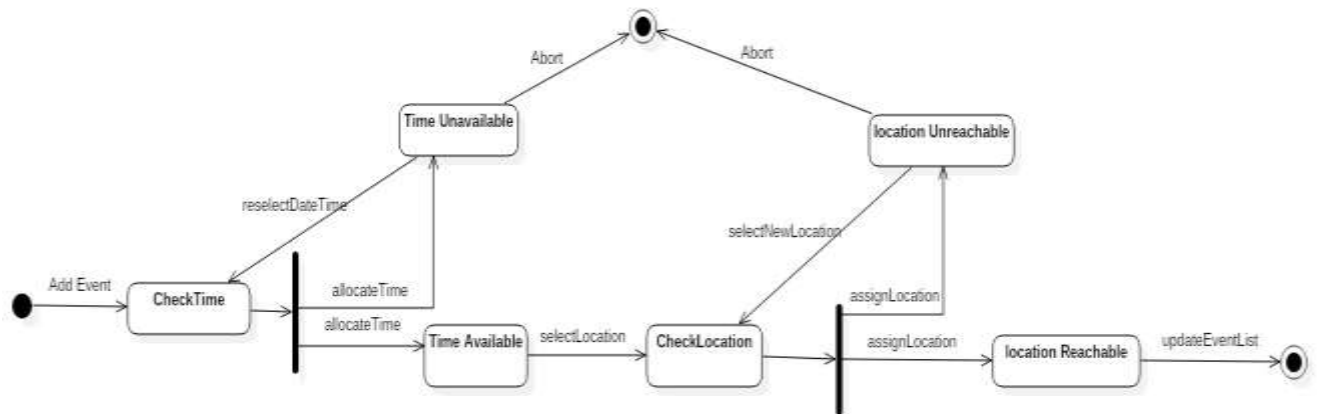 Abort
Abort
Time Unavailable
location Unreachable
reselectDateTime
selectNewLocation
Add Event
CheckTime
allocateTime
assignLocation
allocateTime
Time Available
selectLocation
CheckLocation
assignLocation
location Reachable
updateEventList